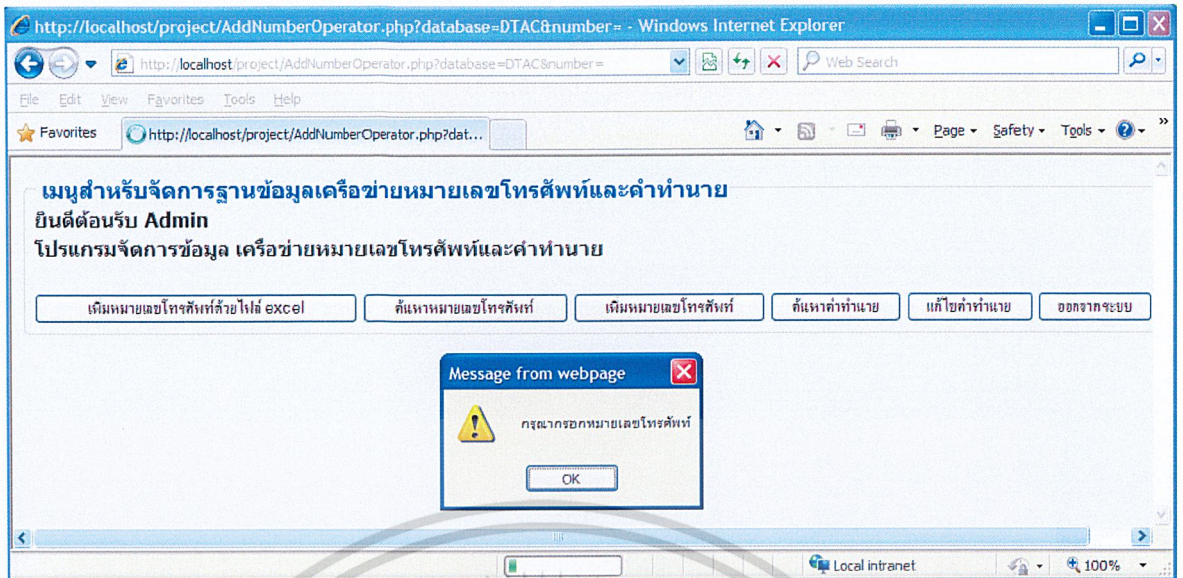 http://localhost/project/AddNumberOperator.php?database=DTAC&number= - Windows Internet Explorer
http://localhost/project/AddNumberOperator.php?database=DTAC&number=
Web Search
File Edit View Favorites Tools Help
Favorites
http://localhost/project/AddNumberOperator.php?dat...
Page Safety Tools
เมนูสำหรับจัดการฐานข้อมูลเครือข่ายหมายเลขโทรศัพท์และคำทำนาย
ยินดีต้อนรับ Admin
โปรแกรมจัดการข้อมูล เครือข่ายหมายเลขโทรศัพท์และคำทำนาย
เพิ่มหมายเลขโทรศัพท์ด้วยไฟล์ excel ค้นหาหมายเลขโทรศัพท์ เพิ่มหมายเลขโทรศัพท์ ค้นหาคำทำนาย แก้ไขคำทำนาย ออกจากระบบ
Message from webpage
กรุณากรอกหมายเลขโทรศัพท์
OK
Local intranet 100%